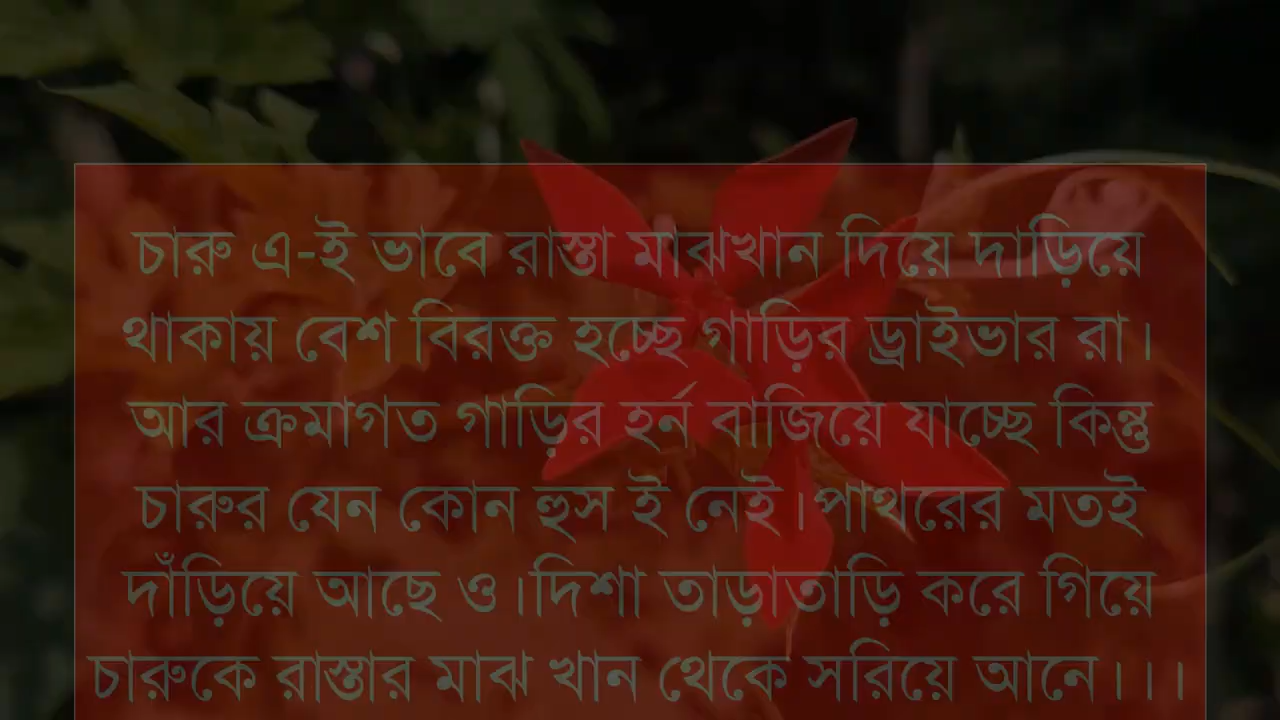 চারু এ-ই ভাবে রাস্তা মাঝখান দিয়ে দাড়িয়ে
থাকায় বেশ বিরক্ত হচ্ছে গাড়ির ড্রাইভার রা।
আর ক্রমাগত গাড়ির হর্ন বাজিয়ে যাচ্ছে কিন্তু
চারুর যেন কোন হুস ই নেই।পাথরের মতই
দাঁড়িয়ে আছে ও।দিশা তাড়াতাড়ি করে গিয়ে
চারুকে রাস্তার মাঝ খান থেকে সরিয়ে আনে।।।